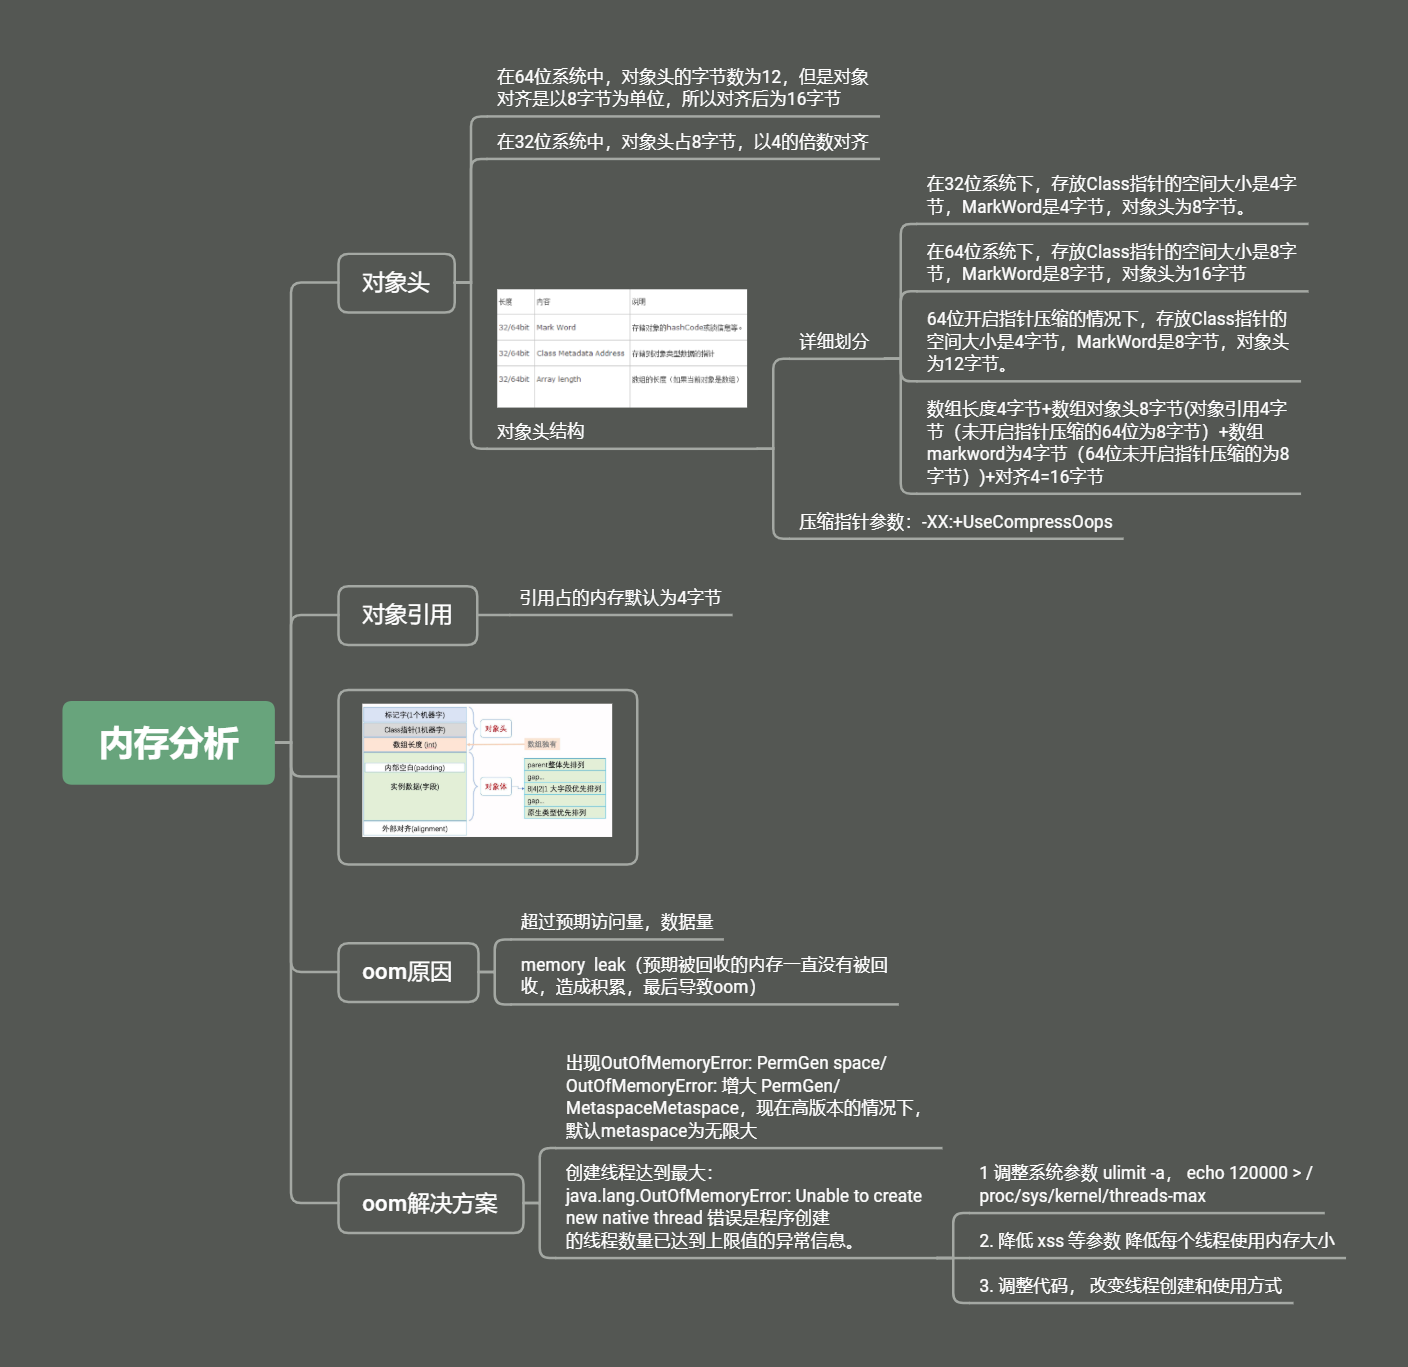 在64位系统中，对象头的字节数为12，但是对象
对齐是以8字节为单位，所以对齐后为16字节
在32位系统中，对象头占8字节，以4的倍数对齐
在32位系统下，存放Class指针的空间大小是4字
节，MarkWord是4字节，对象头为8字节。
在64位系统下，存放Class指针的空间大小是8字
节，MarkWord是8字节，对象头为16字节
对象头
长度 内容 说明
32/64bit Mark Word 存储对象的hashCode或锁信息等。
32/64bit Class Metadata Address 存储到对象类型数据的指针
32/64bit Array length 数组的长度（如果当前对象是数组）
64位开启指针压缩的情况下，存放Class指针的
空间大小是4字节，MarkWord是8字节，对象头
为12字节。
详细划分
数组长度4字节+数组对象头8字节(对象引用4字
节（未开启指针压缩的64位为8字节）+数组
markword为4字节（64位未开启指针压缩的为8
字节）)+对齐4=16字节
对象头结构
压缩指针参数：-XX:+UseCompressOops
对象引用
引用占的内存默认为4字节
内存分析
标记字(1个机器字)
Class指针(1机器字)
数组长度 (int)
对象头
数组独有
内部空白(padding)
实例数据(字段)
外部对齐(alignment)
对象体
parent整体先排列
gap...
8|4|2|1 大字段优先排列
gap...
原生类型优先排列
oom原因
超过预期访问量，数据量
memory leak（预期被回收的内存一直没有被回
收，造成积累，最后导致oom）
出现OutOfMemoryError: PermGen space/
OutOfMemoryError: 增大 PermGen/
MetaspaceMetaspace，现在高版本的情况下，
默认metaspace为无限大
oom解决方案
创建线程达到最大：
java.lang.OutOfMemoryError: Unable to create
new native thread 错误是程序创建
的线程数量已达到上限值的异常信息。
1 调整系统参数 ulimit -a， echo 120000 > /
proc/sys/kernel/threads-max
2. 降低 xss 等参数 降低每个线程使用内存大小
3. 调整代码， 改变线程创建和使用方式